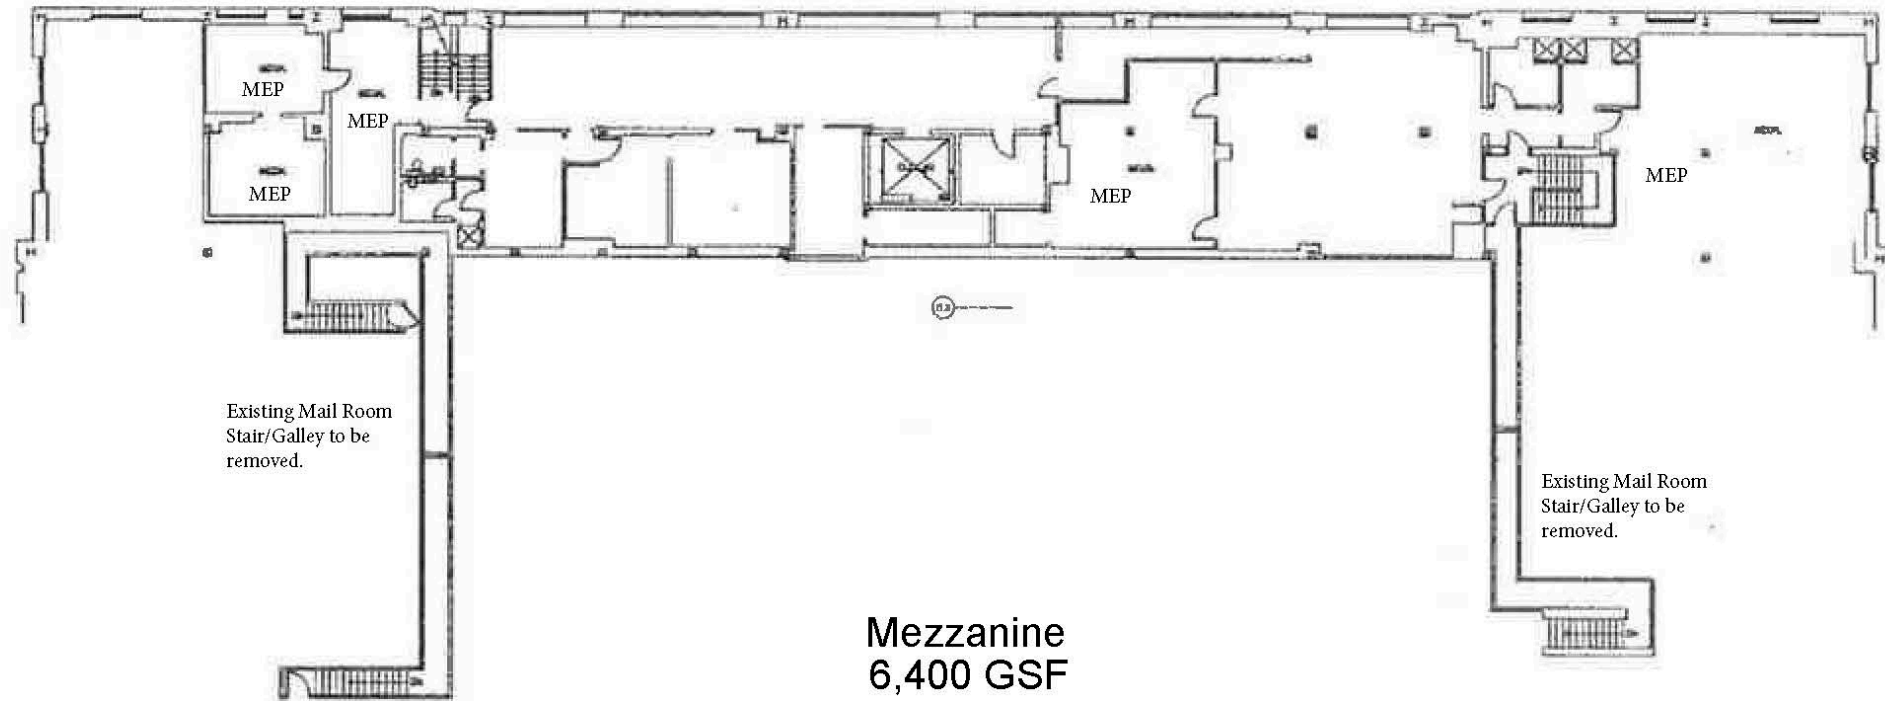 MEP
MEP
MEP
MEP
MEP
Existing Mail Room
Stair/Galley to be
removed.
Existing Mail Room
Stair/Galley to be
removed.
Mezzanine
6,400 GSF